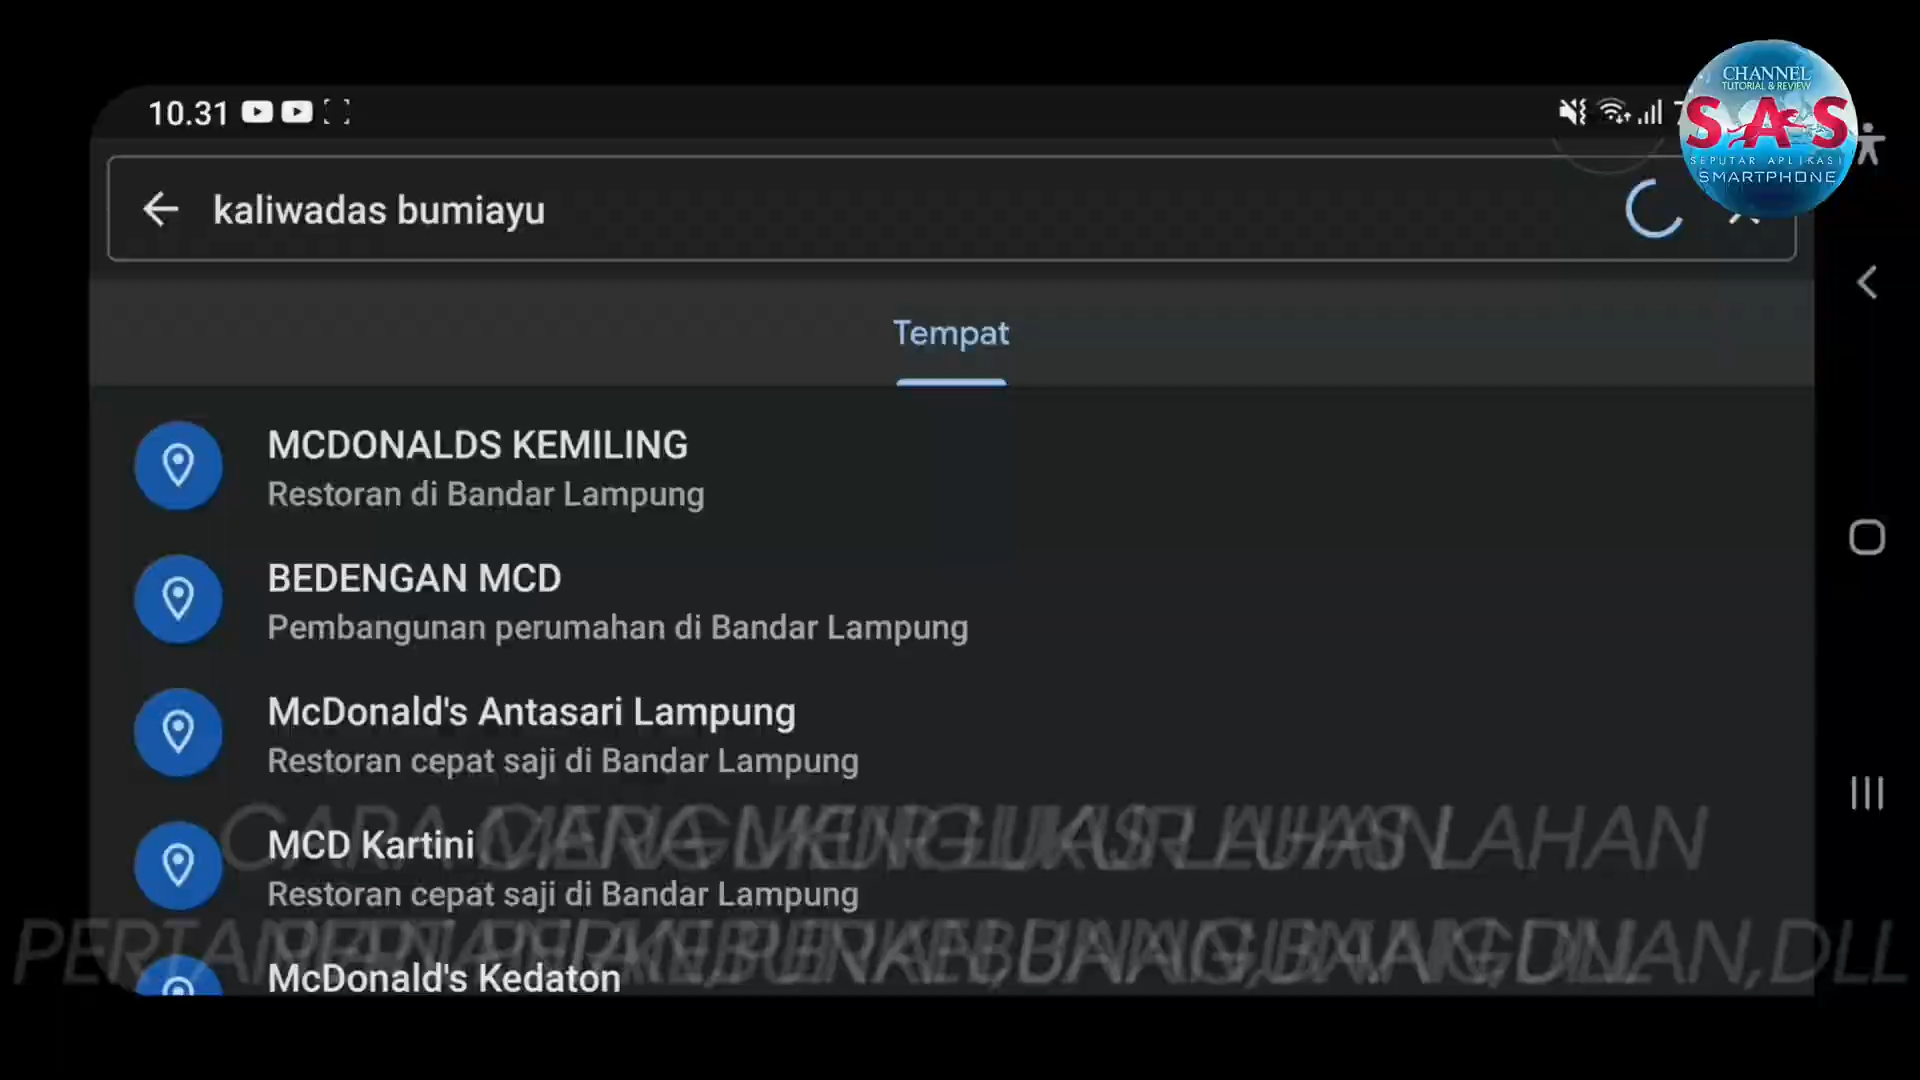 10.31
CHANNEL
TUTORIAL & REVIEW
SAS
SEPUTAR APLIKASI
SMARTPHONE
kaliwadas bumiayu
Tempat
MCDONALDS KEMILING
Restoran di Bandar Lampung
BEDENGAN MCD
Pembangunan perumahan di Bandar Lampung
McDonald's Antasari Lampung
Restoran cepat saji di Bandar Lampung
MCD Kartini
Restoran cepat saji di Bandar Lampung
McDonald's Kedaton